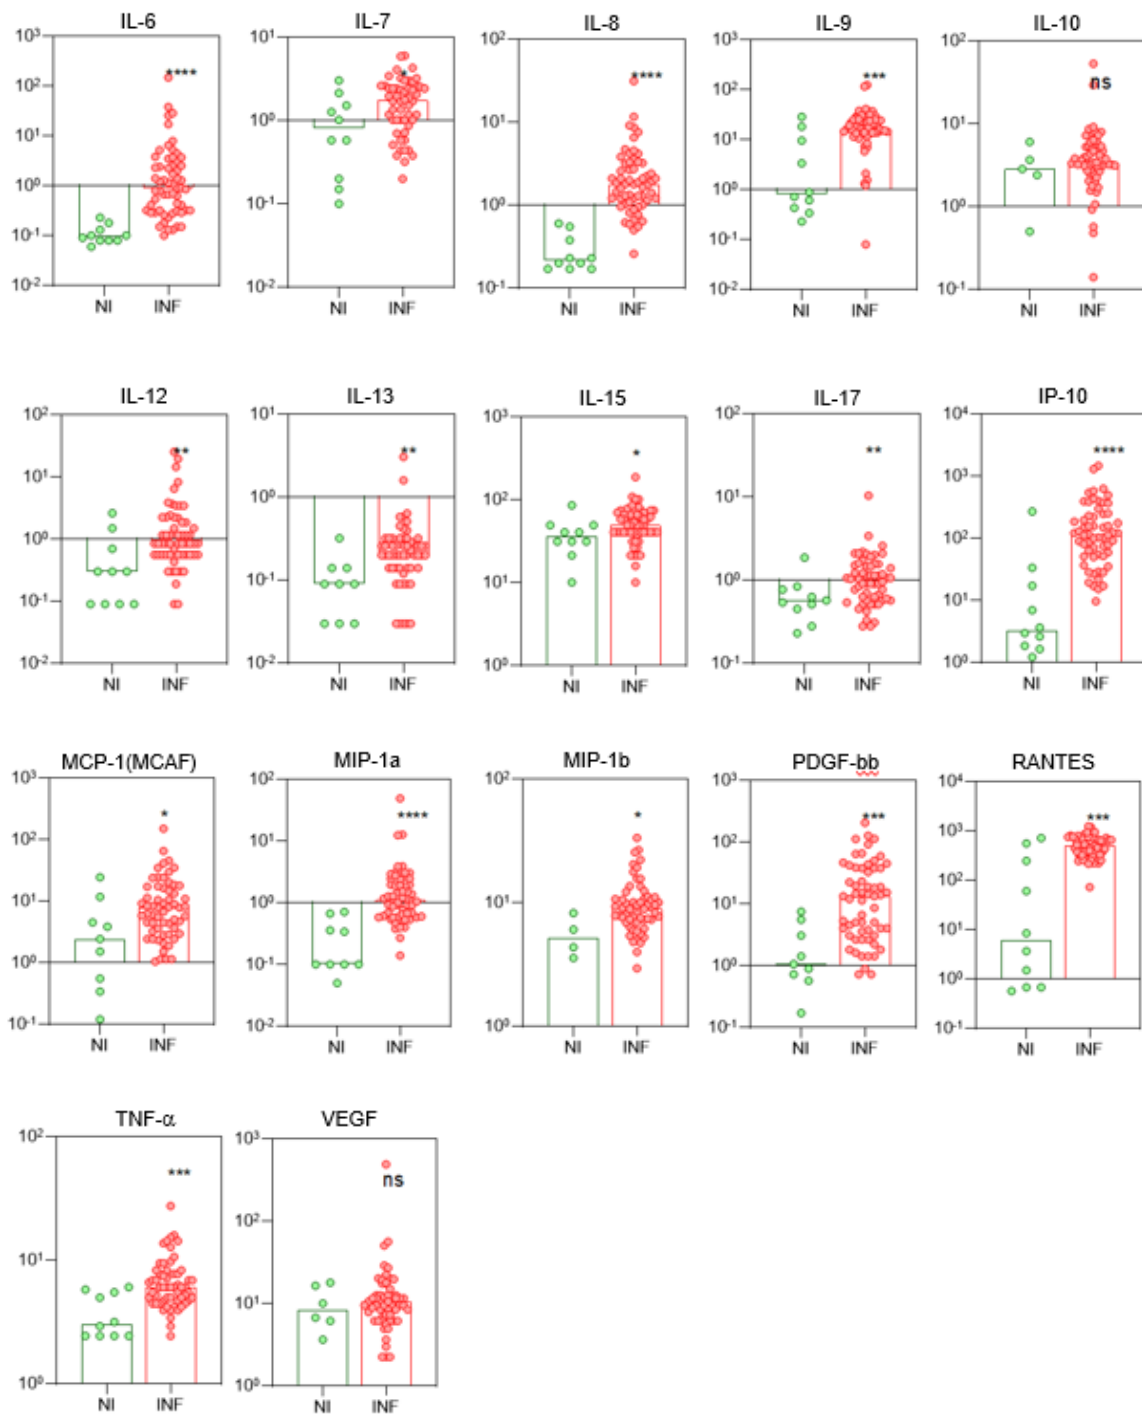 IL-6 IL-7 IL-8 IL-9 IL-10
10³ 10¹ 10² 10³ 10²
**** * **** *** ns
10² 10² 10¹
10¹ 10⁰ 10¹ 10¹
10⁰ 10⁰ 10⁰ 10⁰
10⁻¹ 10⁻¹ 10⁻¹
10⁻² 10⁻² 10⁻¹ 10⁻² 10⁻¹
NI INF NI INF NI INF NI INF NI INF
IL-12 IL-13 IL-15 IL-17 IP-10
10² 10¹ 10³ 10² 10⁴
** ** * ** ****
10¹ 10⁰ 10² 10¹ 10³
10⁰ 10²
10⁻¹ 10⁻¹ 10¹ 10⁰ 10¹
10⁻² 10⁻² 10⁰ 10⁻¹ 10⁰
NI INF NI INF NI INF NI INF NI INF
MCP-1(MCAF) MIP-1a MIP-1b PDGF-bb RANTES
10³ 10² 10² 10³ 10⁴
* **** * *** ***
10² 10¹ 10² 10³
10¹ 10⁰ 10¹ 10¹ 10²
10¹
10⁰ 10⁻¹ 10⁰ 10⁰
10⁻¹ 10⁻² 10⁰ 10⁻¹ 10⁻¹
NI INF NI INF NI INF NI INF NI INF
TNF-α VEGF
10² 10³
*** ns
10²
10¹ 10¹
10⁰ 10⁰
NI INF NI INF